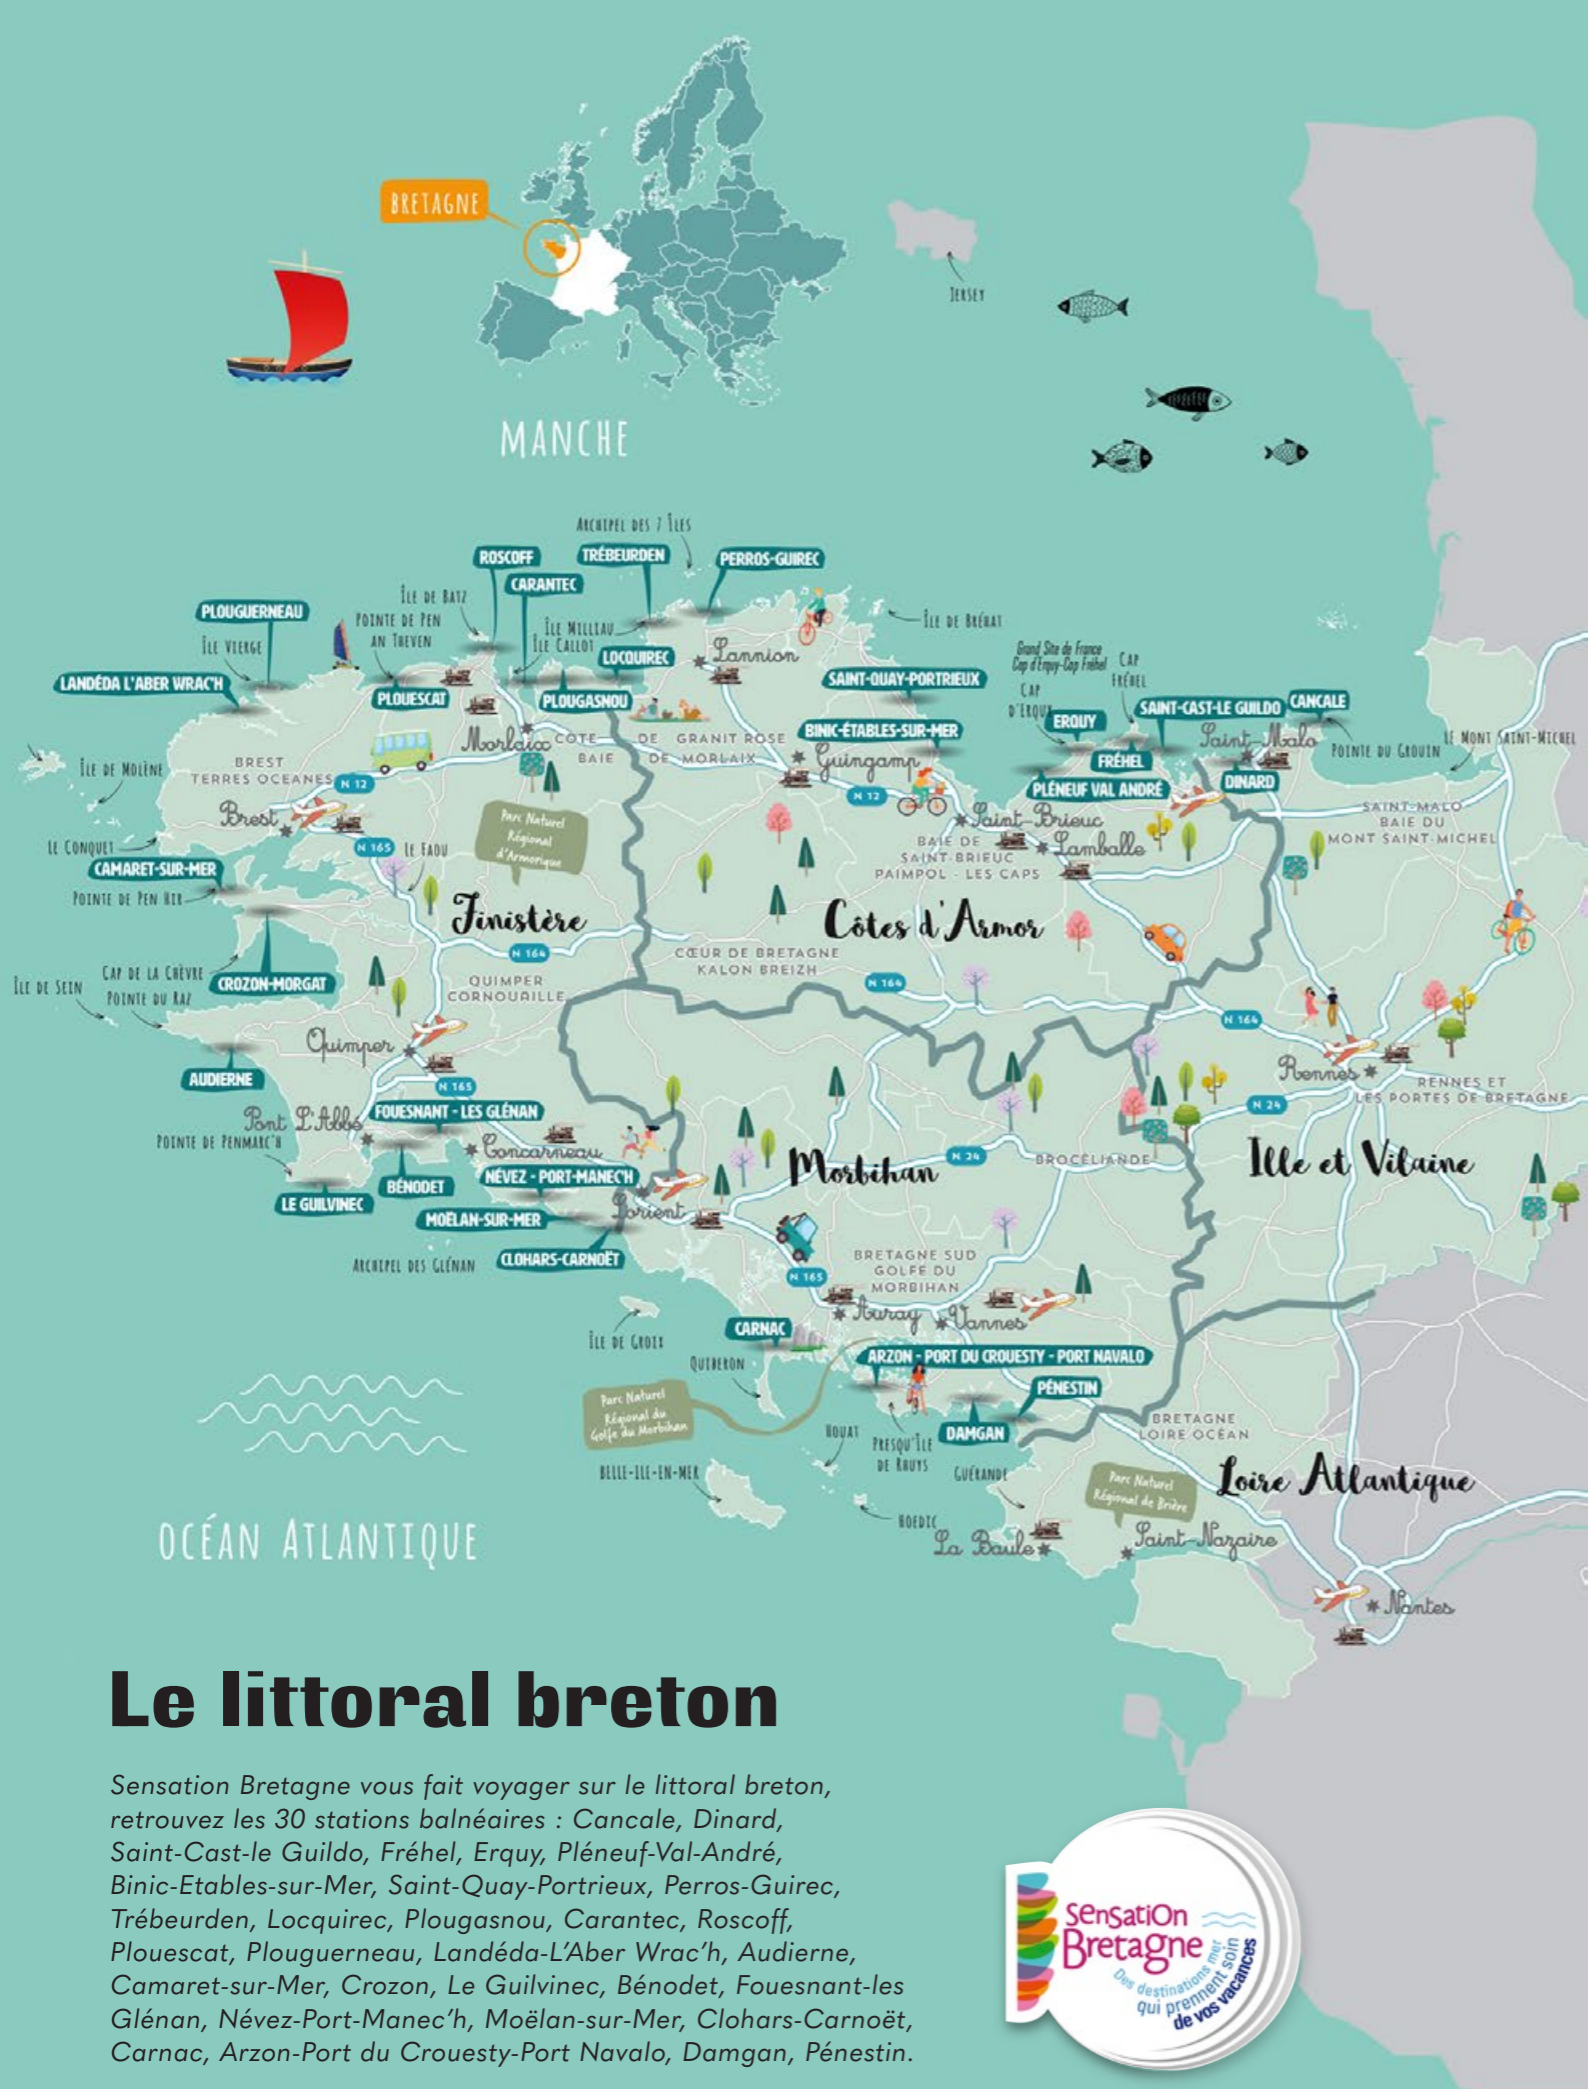 BRETAGNE
JERSEY
MANCHE
ARCHIPEL DES 7 ÎLES
ROSCOFF
TRÉBEURDEN
PERROS-GUIREC
CARANTEC
ÎLE DE BATZ
PLOUGUERNEAU
POINTE DE PEN
AN THEVEN
ÎLE MILLIAU
ÎLE CALLOT
ÎLE DE BRÉHAT
ÎLE VIERGE
LOCQUIREC
Lannion
Grand Site de France
Cap d'Erquy-Cap Fréhel
CAP
FRÉHEL
LANDÉDA L'ABER WRAC'H
PLOUESCAT
PLOUGASNOU
SAINT-QUAY-PORTRIEUX
CAP
D'ERQUY
ERQUY
SAINT-CAST-LE GUILDO
CANCALE
Morlaix
CÔTE DE GRANIT ROSE
BAIE DE MORLAIX
BINIC-ÉTABLES-SUR-MER
Guingamp
Saint-Malo
POINTE DU GROUIN
LE MONT SAINT-MICHEL
ÎLE DE MOLÈNE
BREST
TERRES OCEANES
N 12
FRÉHEL
PLÉNEUF VAL ANDRÉ
DINARD
N 12
Brest
Parc Naturel
Régional
d'Armorique
Saint-Brieuc
SAINT-MALO
BAIE DU
MONT SAINT-MICHEL
LE CONQUET
N 165
LE FAOU
BAIE DE
SAINT-BRIEUC
PAIMPOL - LES CAPS
Lamballe
CAMARET-SUR-MER
POINTE DE PEN HIR
Finistère
Côtes d'Armor
N 164
CŒUR DE BRETAGNE
KALON BREIZH
CAP DE LA CHÈVRE
CROZON-MORGAT
QUIMPER
CORNOUAILLE
N 164
ÎLE DE SEIN
POINTE DU RAZ
N 164
Quimper
Rennes
AUDIERNE
N 165
RENNES ET
LES PORTES DE BRETAGNE
Pont L'Abbé
FOUESNANT - LES GLÉNAN
N 24
POINTE DE PENMARC'H
Concarneau
N 24
BROCÉLIANDE
Ille et Vilaine
Morbihan
LE GUILVINEC
BÉNODET
NÉVEZ - PORT-MANEC'H
Lorient
MOËLAN-SUR-MER
ARCHIPEL DES GLÉNAN
CLOHARS-CARNOËT
N 165
BRETAGNE SUD
GOLFE DU
MORBIHAN
Auray
Vannes
ÎLE DE GROIX
CARNAC
QUIBERON
ARZON - PORT DU CROUESTY - PORT NAVALO
PÉNESTIN
Parc Naturel
Régional du
Golfe du Morbihan
HOUAT
PRESQU'ÎLE
DE RHUYS
DAMGAN
BRETAGNE
LOIRE OCÉAN
BELLE-ILE-EN-MER
GUÉRANDE
Parc Naturel
Régional de Brière
Loire Atlantique
HOEDIC
La Baule
Saint-Nazaire
OCÉAN ATLANTIQUE
Nantes
Le littoral breton
Sensation Bretagne vous fait voyager sur le littoral breton,
retrouvez les 30 stations balnéaires : Cancale, Dinard,
Saint-Cast-le Guildo, Fréhel, Erquy, Pléneuf-Val-André,
Binic-Etables-sur-Mer, Saint-Quay-Portrieux, Perros-Guirec,
Trébeurden, Locquirec, Plougasnou, Carantec, Roscoff,
Plouescat, Plouguerneau, Landéda-L'Aber Wrac'h, Audierne,
Camaret-sur-Mer, Crozon, Le Guilvinec, Bénodet, Fouesnant-les
Glénan, Névez-Port-Manec'h, Moëlan-sur-Mer, Clohars-Carnoët,
Carnac, Arzon-Port du Crouesty-Port Navalo, Damgan, Pénestin.
sensation
Bretagne
Des destinations mer
qui prennent soin
de vos vacances